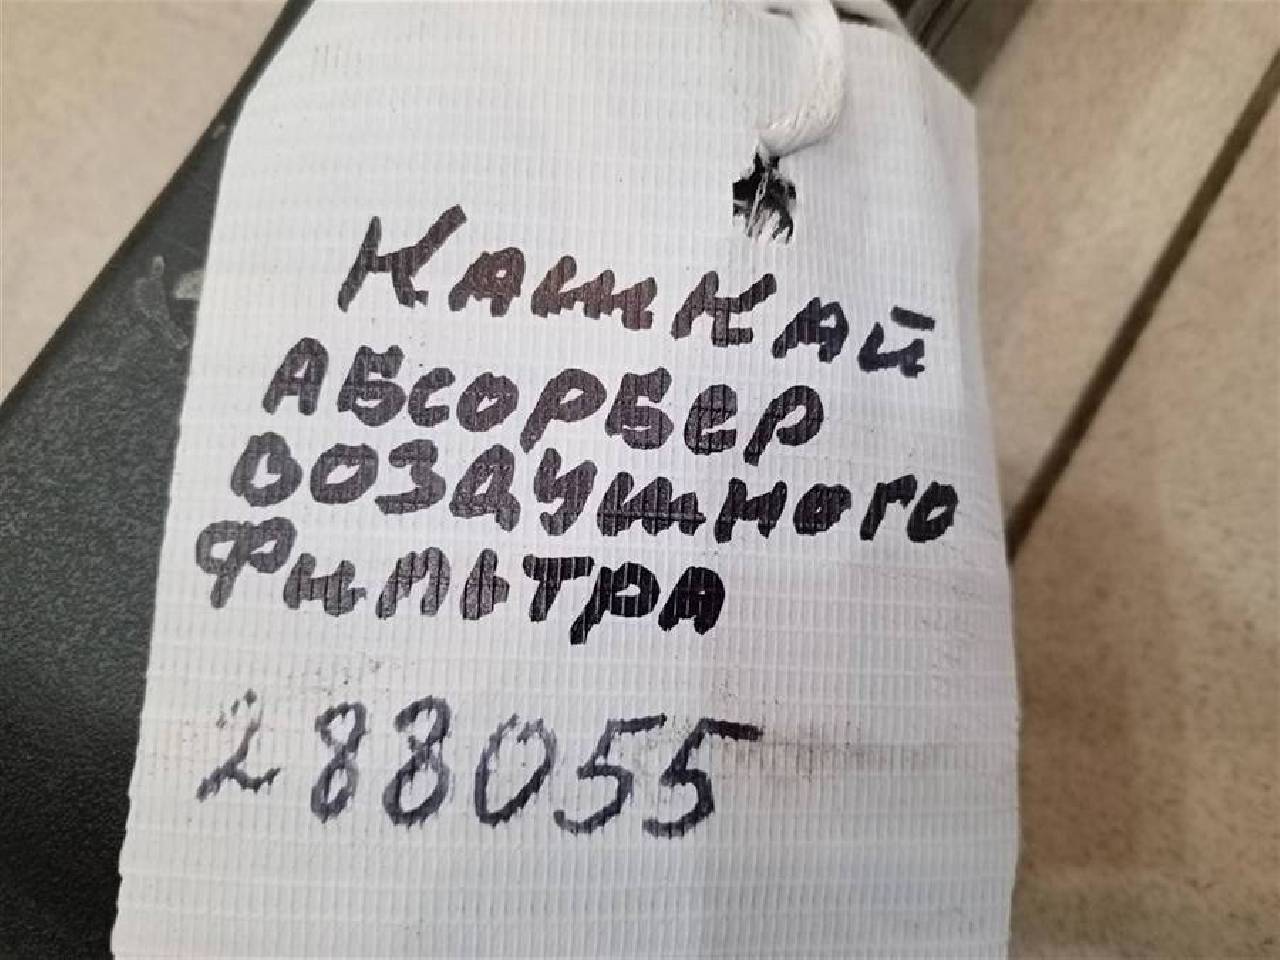 Кашкай
Абсорбер
воздушного
фильтра
288055